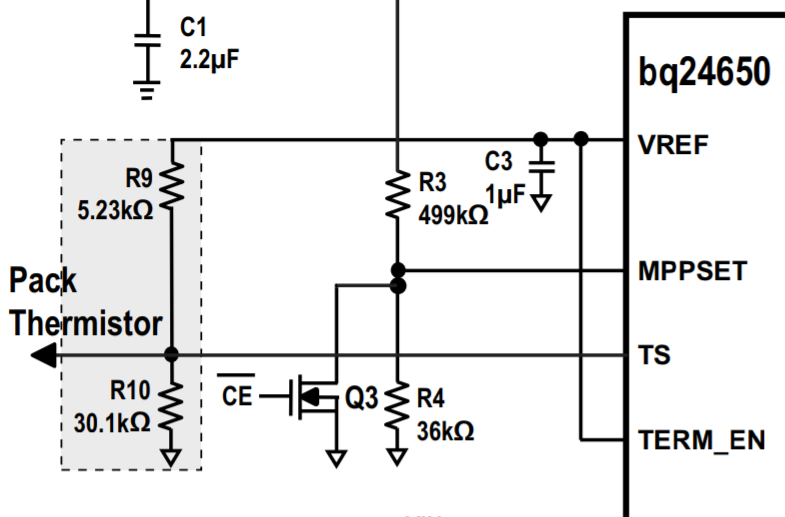 C1
2.2µF
bq24650
VREF
C3
1µF
R9
5.23kΩ
R3
499kΩ
MPPSET
Pack
Thermistor
TS
R10
30.1kΩ
CE
Q3
R4
36kΩ
TERM_EN